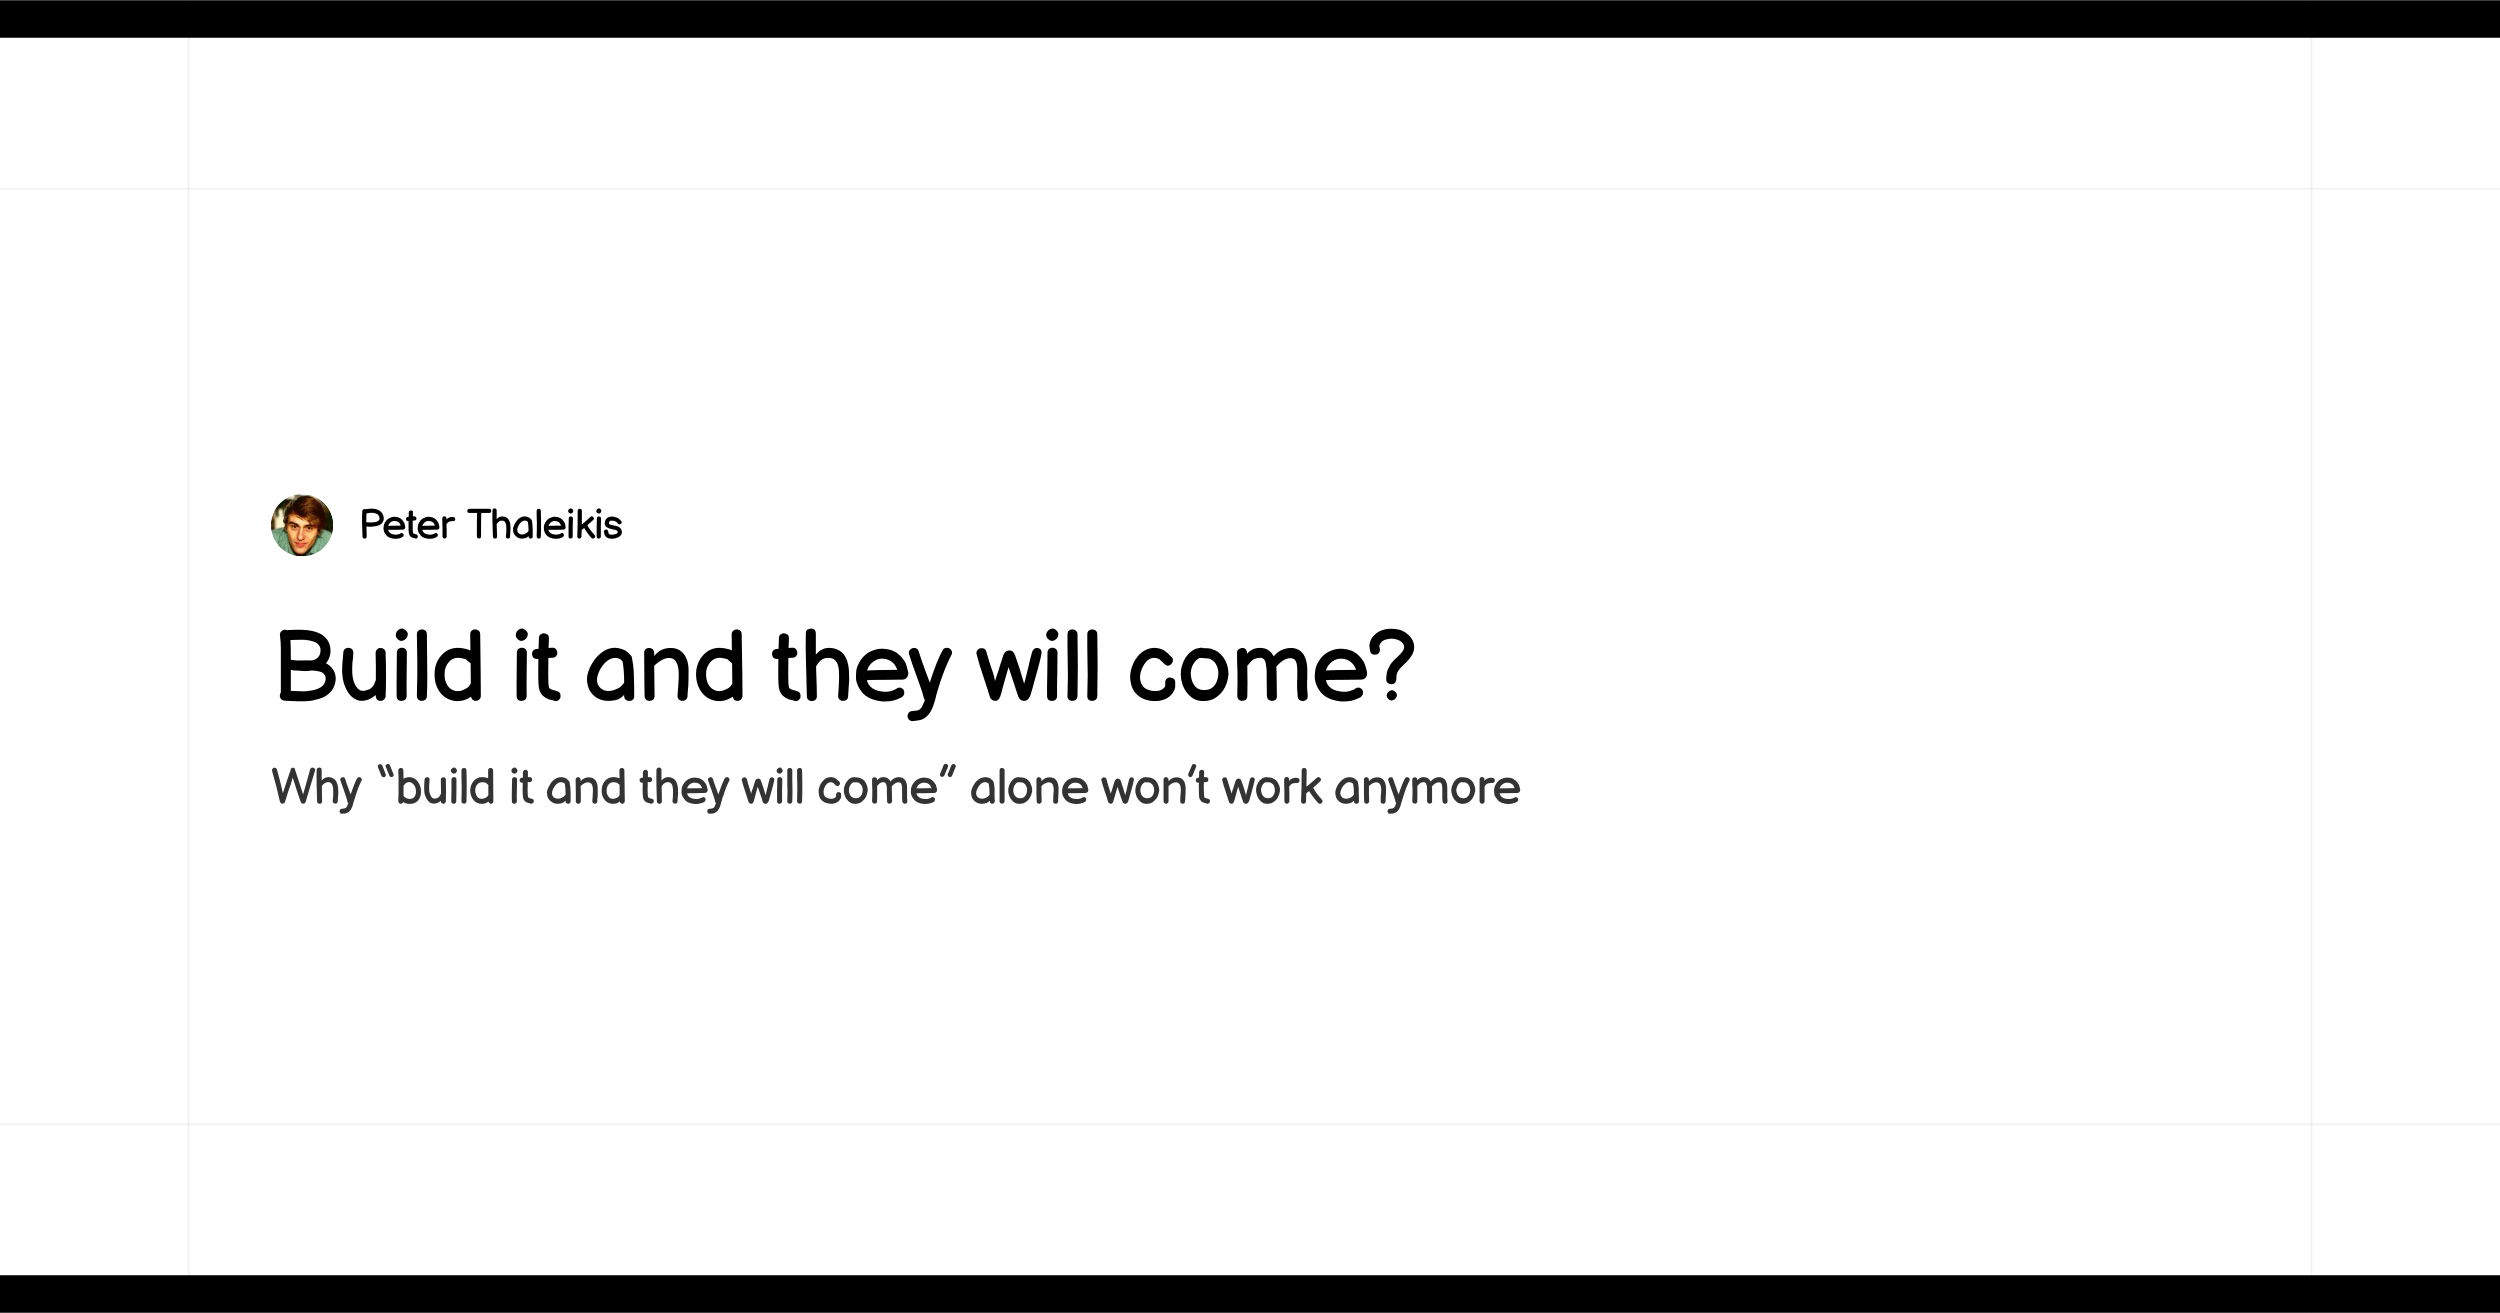 Peter Thaleikis
Build it and they will come?
Why “build it and they will come” alone won’t work anymore